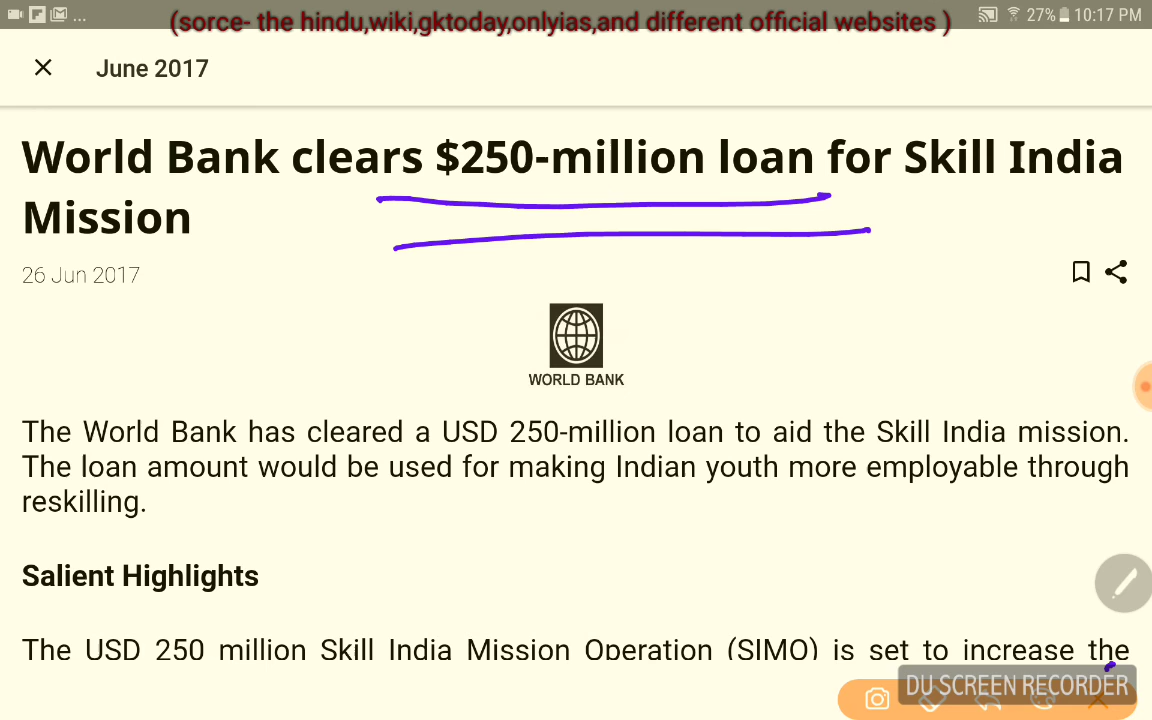 ...
27% 10:17 PM
(sorce- the hindu,wiki,gktoday,onlyias,and different official websites )
June 2017
World Bank clears $250-million loan for Skill India
Mission
26 Jun 2017
WORLD BANK
The World Bank has cleared a USD 250-million loan to aid the Skill India mission.
The loan amount would be used for making Indian youth more employable through
reskilling.
Salient Highlights
The USD 250 million Skill India Mission Operation (SIMO) is set to increase the
DU SCREEN RECORDER